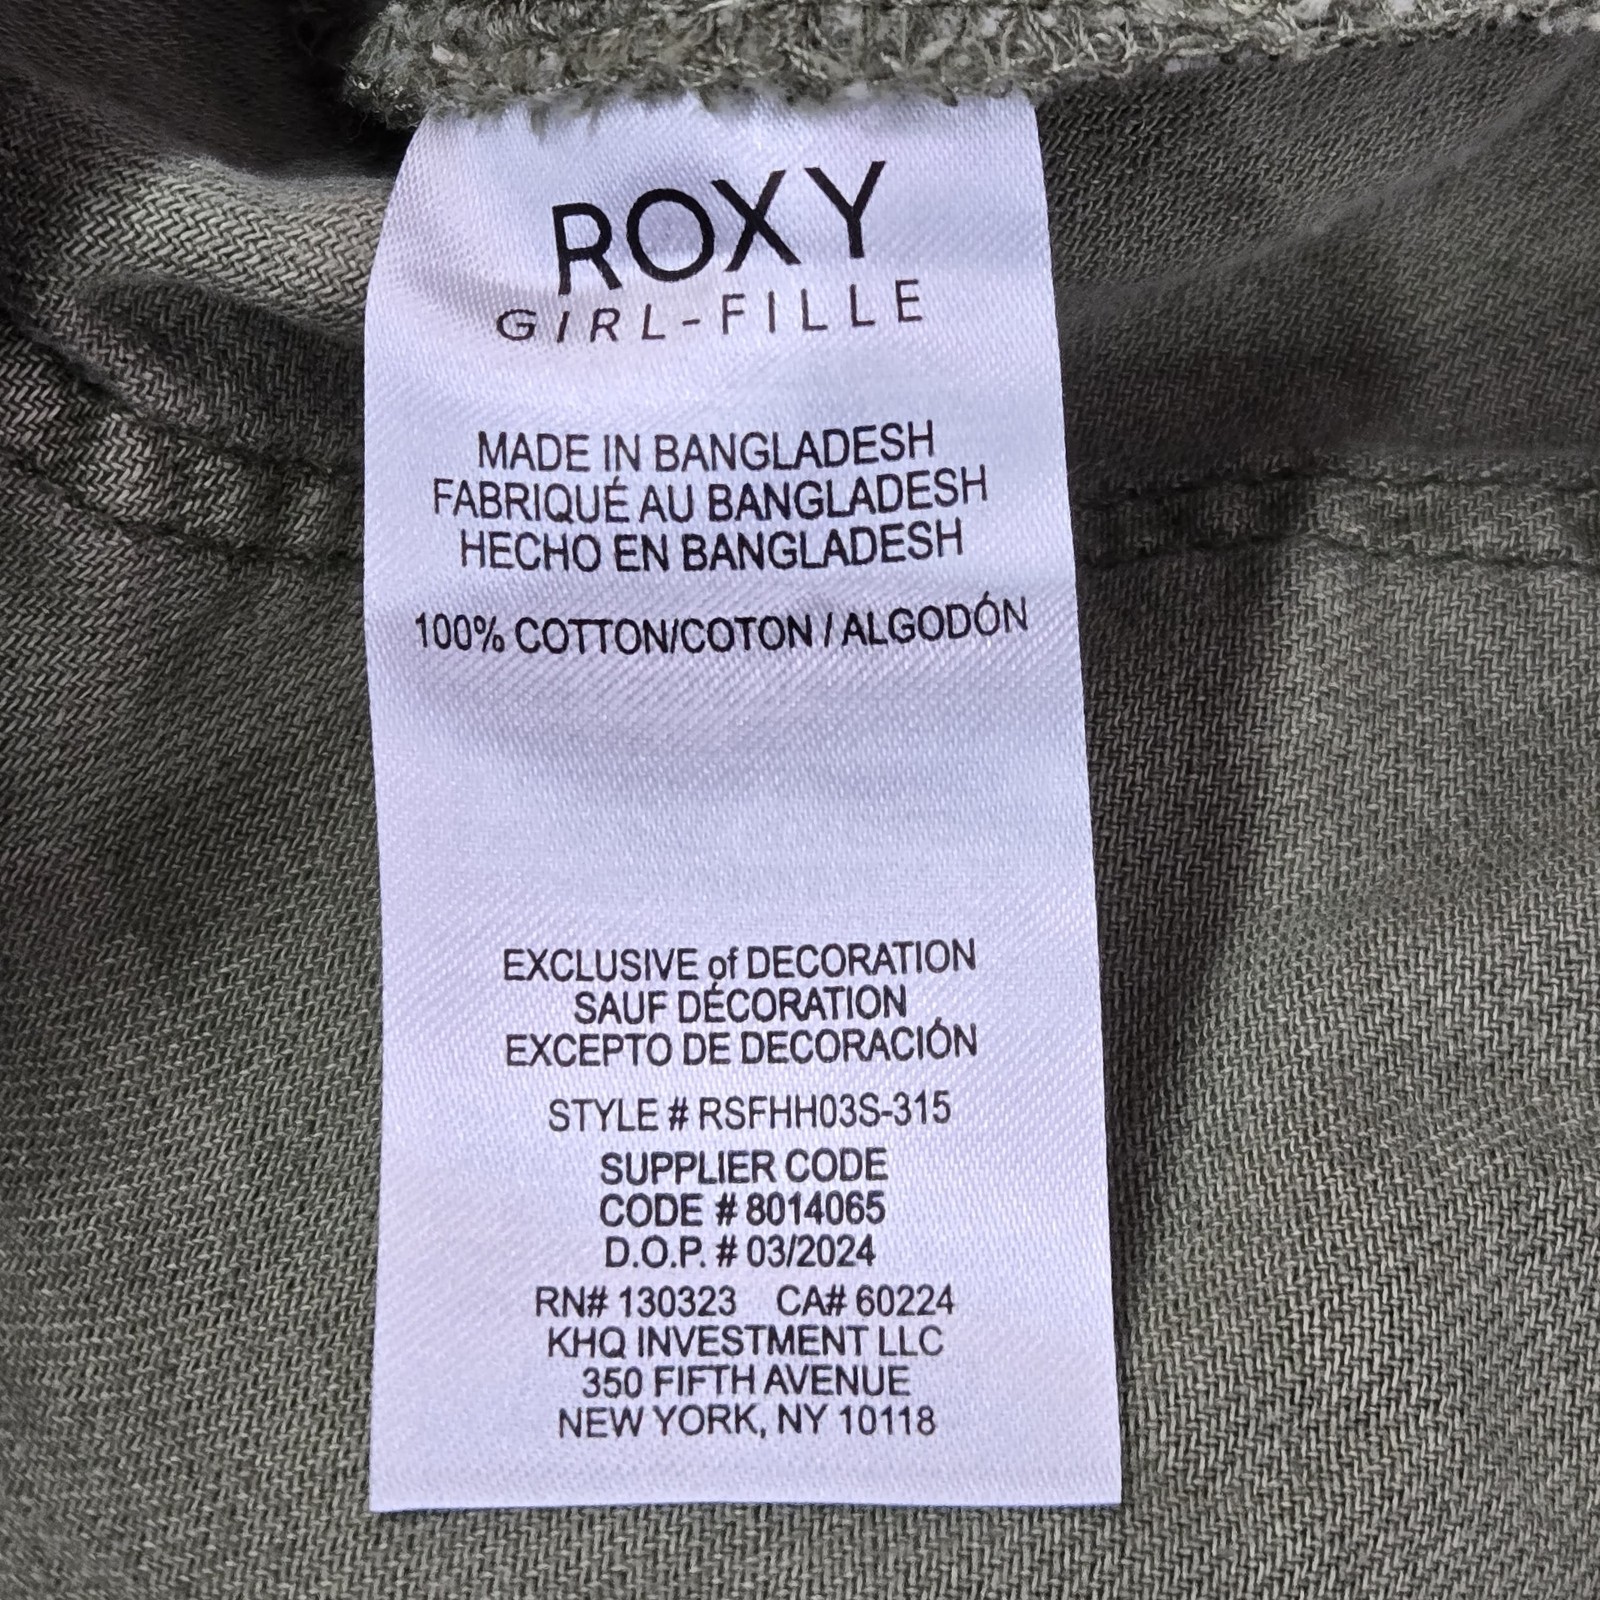 ROXY
GIRL-FILLE
MADE IN BANGLADESH
FABRIQUÉ AU BANGLADESH
HECHO EN BANGLADESH
100% COTTON/COTON / ALGODÓN
EXCLUSIVE of DECORATION
SAUF DÉCORATION
EXCEPTO DE DECORACIÓN
STYLE # RSFHH03S-315
SUPPLIER CODE
CODE # 8014065
D.O.P. # 03/2024
RN# 130323 CA# 60224
KHQ INVESTMENT LLC
350 FIFTH AVENUE
NEW YORK, NY 10118